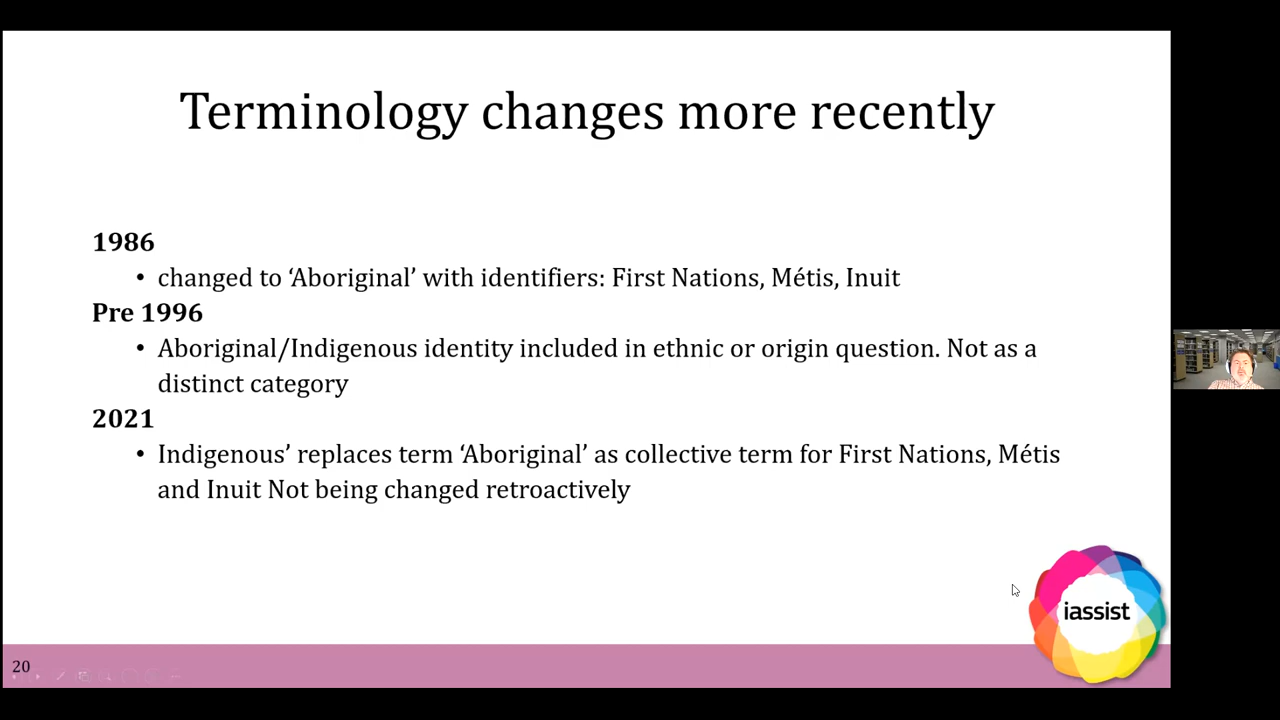 Terminology changes more recently
1986
• changed to ‘Aboriginal’ with identifiers: First Nations, Métis, Inuit
Pre 1996
• Aboriginal/Indigenous identity included in ethnic or origin question. Not as a
distinct category
2021
• Indigenous’ replaces term ‘Aboriginal’ as collective term for First Nations, Métis
and Inuit Not being changed retroactively
iassist
20